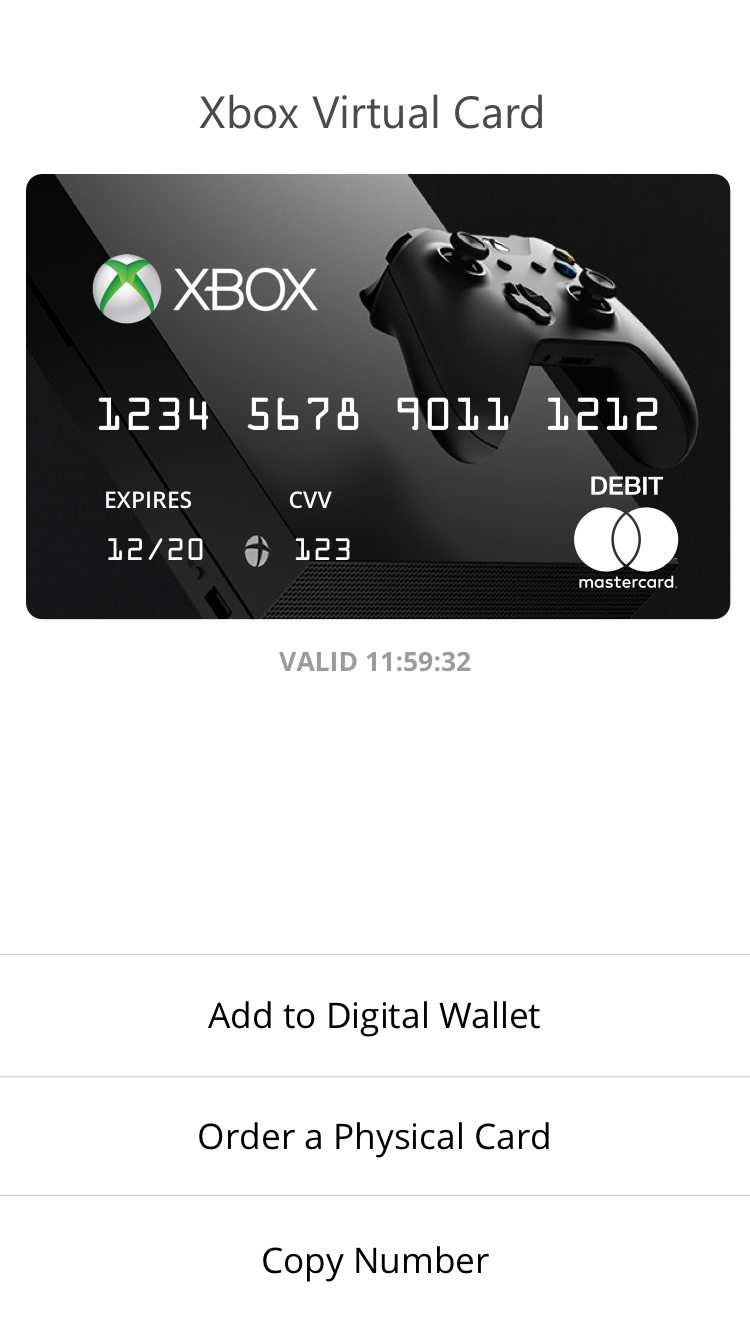 Xbox Virtual Card
XBOX
1234 5678 9011 1212
EXPIRES CVV
12/20 123
DEBIT
mastercard.
VALID 11:59:32
Add to Digital Wallet
Order a Physical Card
Copy Number